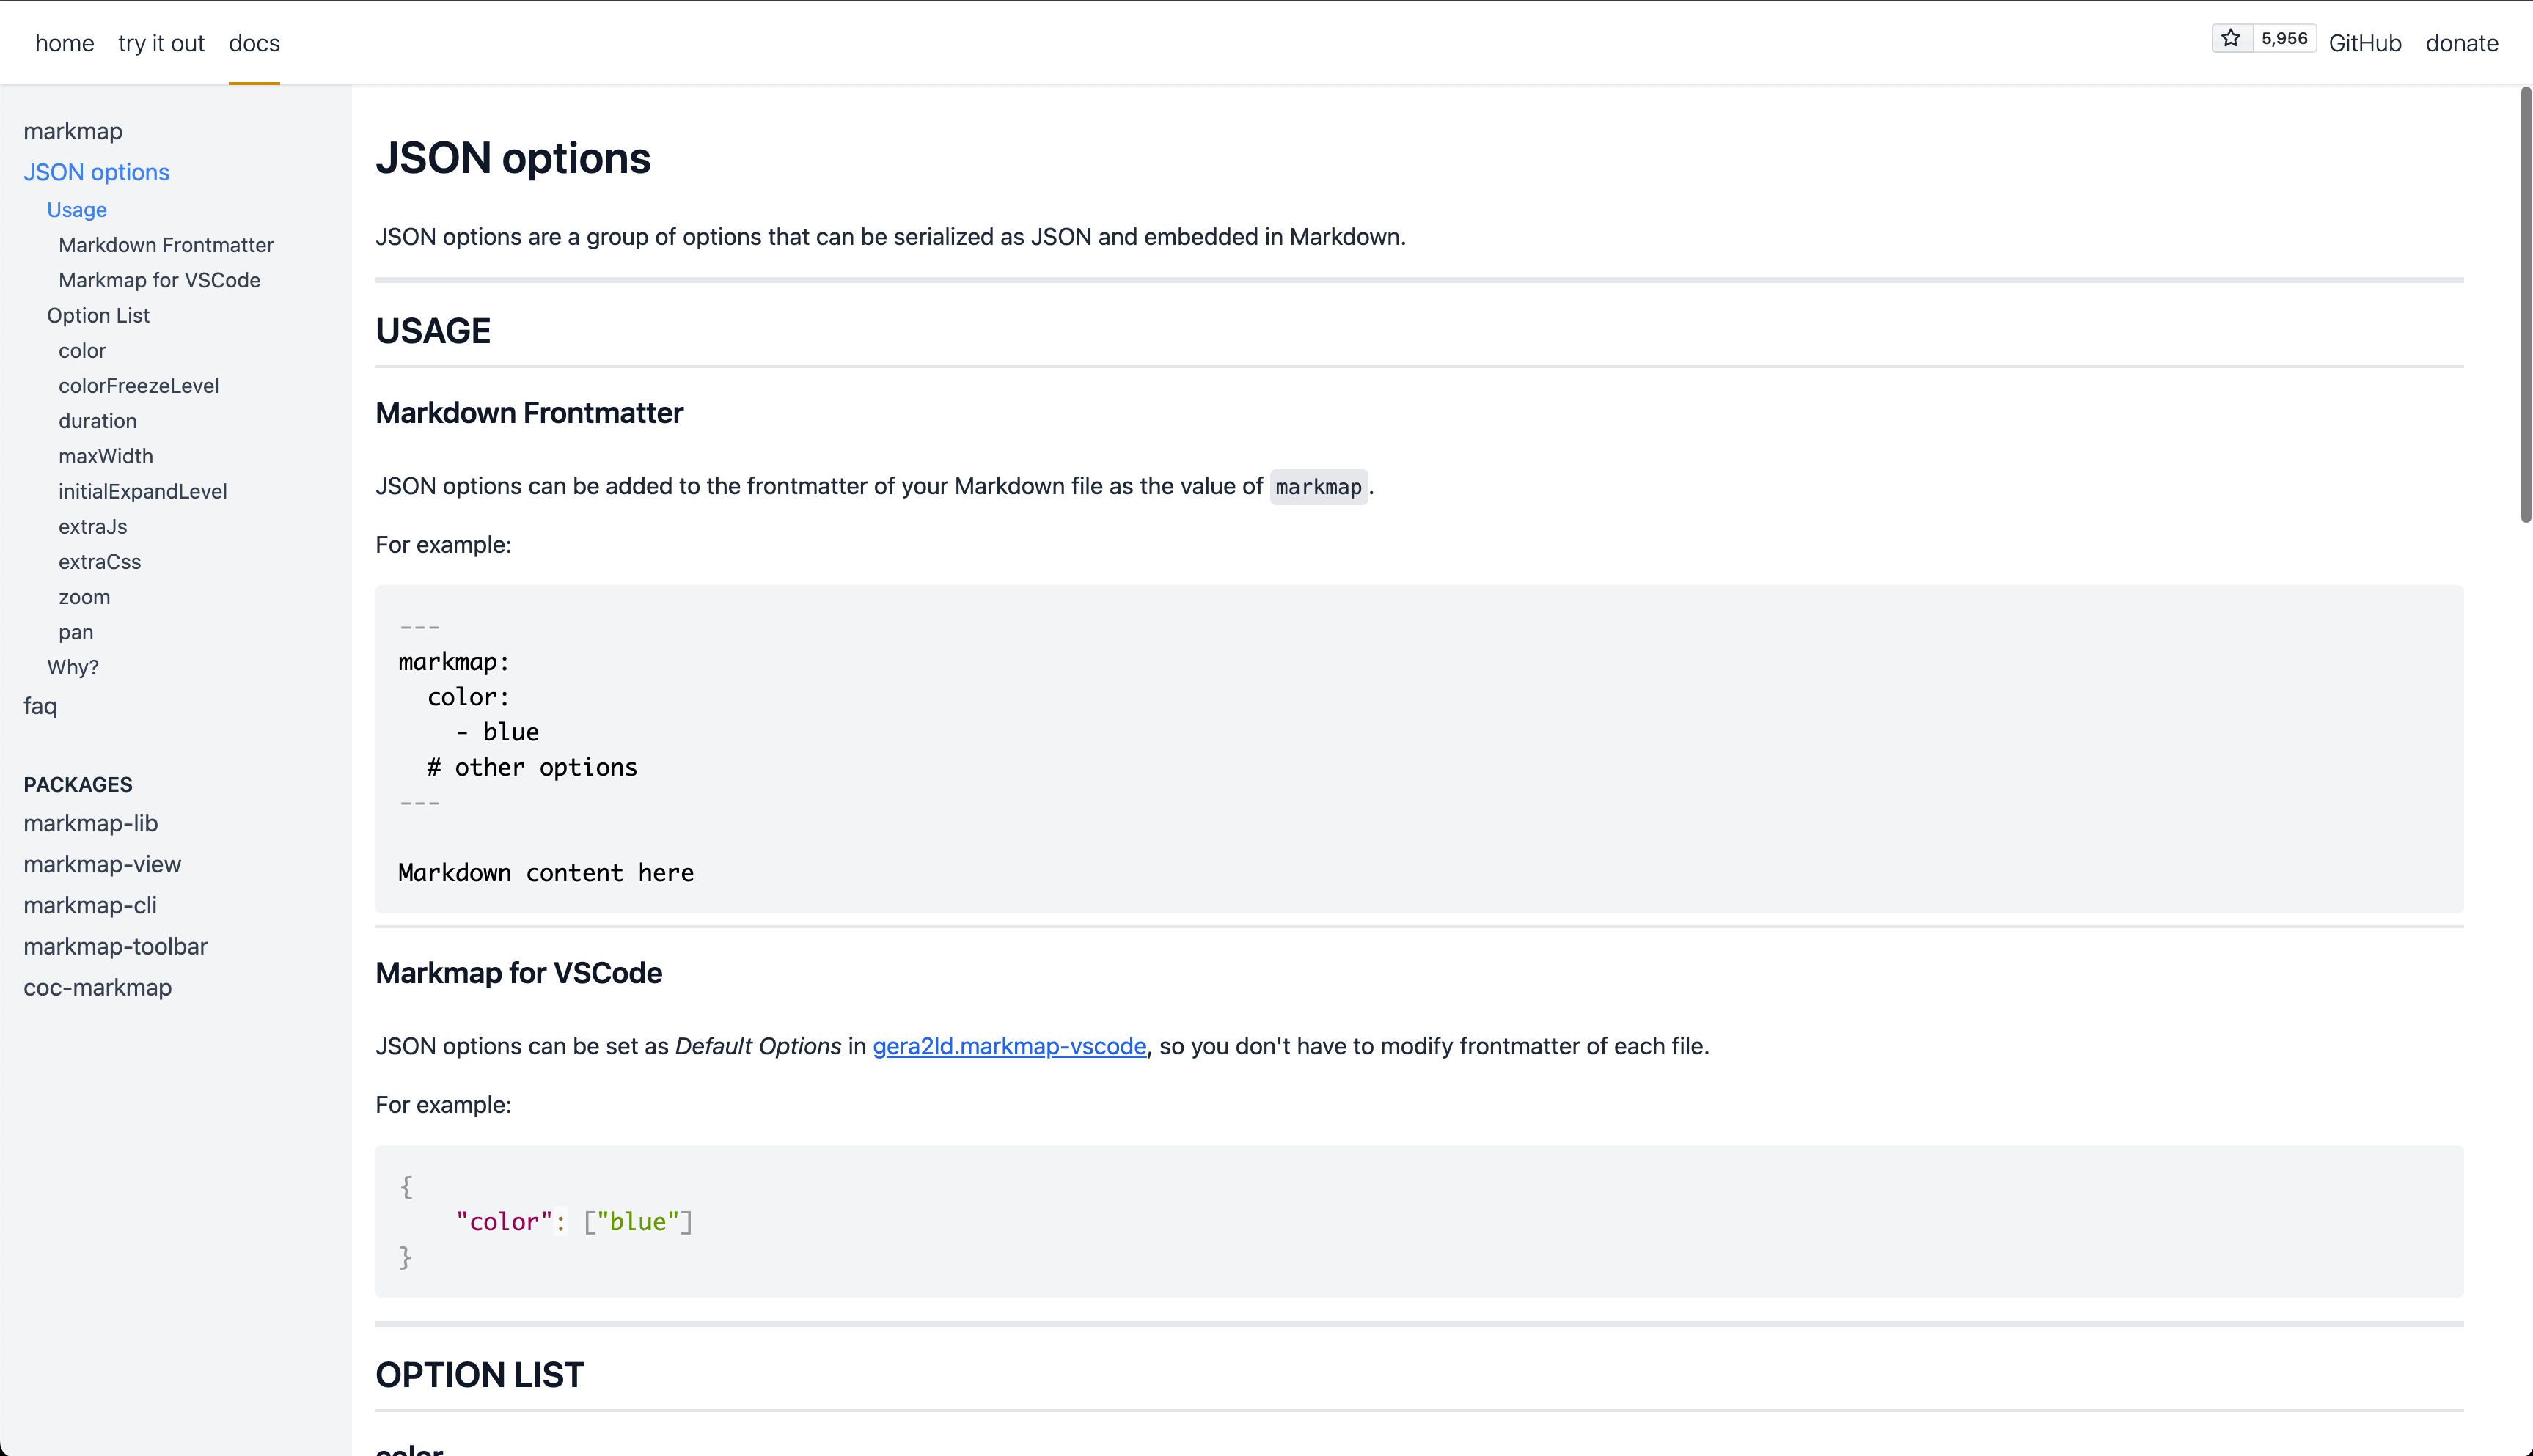 home try it out docs
5,956 GitHub donate
markmap
JSON options
Usage
Markdown Frontmatter
Markmap for VSCode
Option List
color
colorFreezeLevel
duration
maxWidth
initialExpandLevel
extraJs
extraCss
zoom
pan
Why?
faq
PACKAGES
markmap-lib
markmap-view
markmap-cli
markmap-toolbar
coc-markmap
JSON options
JSON options are a group of options that can be serialized as JSON and embedded in Markdown.
USAGE
Markdown Frontmatter
JSON options can be added to the frontmatter of your Markdown file as the value of markmap.
For example:
---
markmap:
  color:
    - blue
  # other options
---
Markdown content here
Markmap for VSCode
JSON options can be set as Default Options in gera2ld.markmap-vscode, so you don't have to modify frontmatter of each file.
For example:
{
    "color": ["blue"]
}
OPTION LIST
color